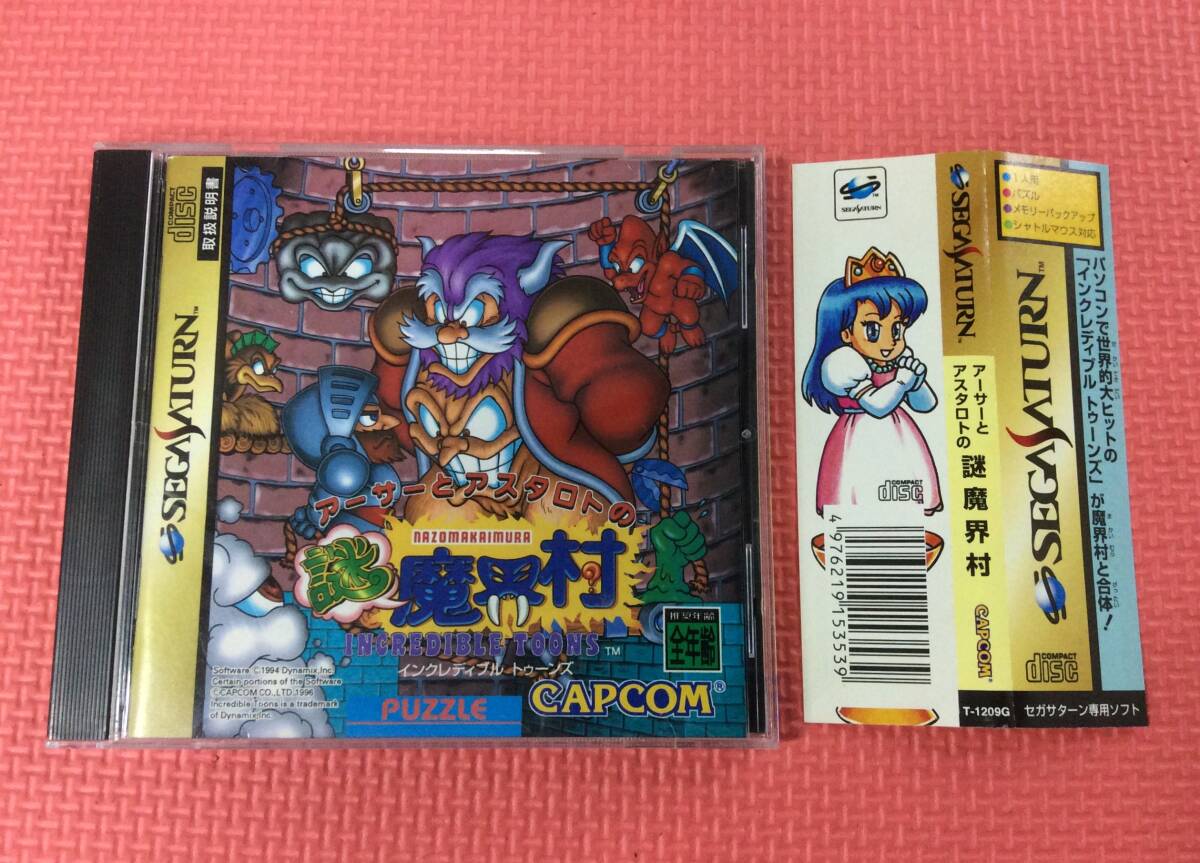 COMPACT
disc
取扱説明書
SEGA SATURN™
アーサーとアスタロトの
NAZOMAKAIMURA
謎魔界村
INCREDIBLE TOONS™
インクレディブル トゥーンズ
推奨年齢
全年齢
Software ©1994 Dynamix,Inc.
Certain portions of the Software
©CAPCOM CO.,LTD.1996
Incredible Toons is a trademark
of Dynamix,Inc.
PUZZLE
CAPCOM®
SEGA SATURN™
COMPACT
disc
4976219153539
SEGA SATURN™
アーサーと
アスタロトの
謎魔界村
CAPCOM®
T-1209G
1人用
パズル
メモリーバックアップ
シャトルマウス対応
SEGA SATURN™
COMPACT
disc
パソコンで世界的大ヒットの
「インクレディブル トゥーンズ」が魔界村と合体!
セガサターン専用ソフト